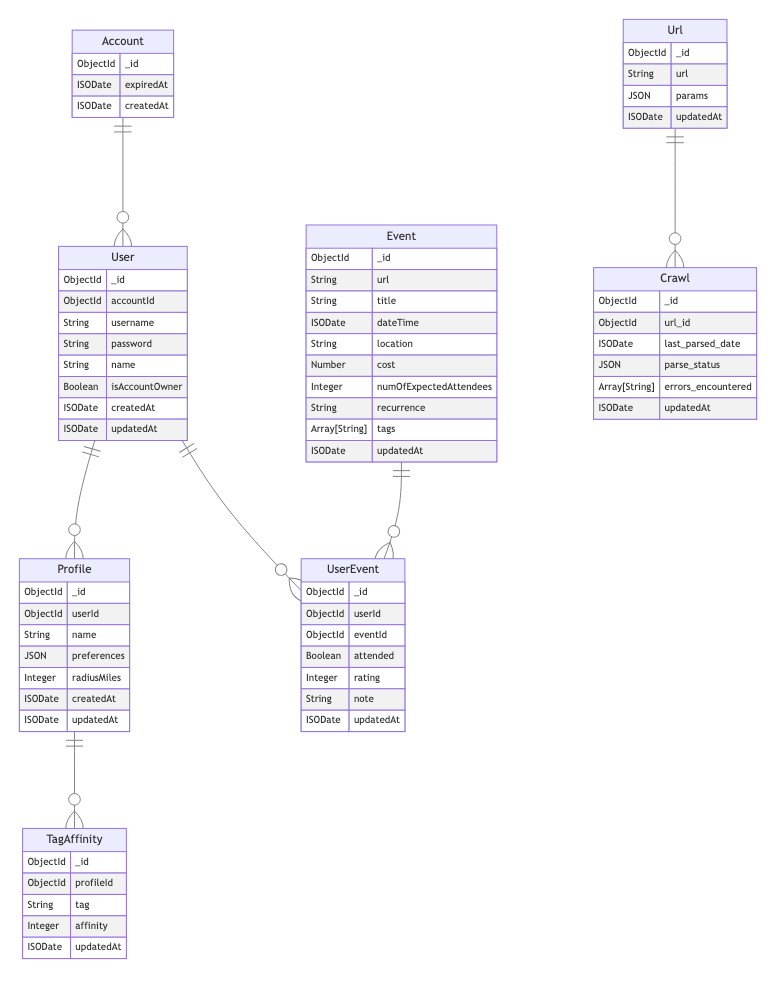 Account
ObjectId _id
ISODate expiredAt
ISODate createdAt
Url
ObjectId _id
String url
JSON params
ISODate updatedAt
User
ObjectId _id
ObjectId accountId
String username
String password
String name
Boolean isAccountOwner
ISODate createdAt
ISODate updatedAt
Event
ObjectId _id
String url
String title
ISODate dateTime
String location
Number cost
Integer numOfExpectedAttendees
String recurrence
Array[String] tags
ISODate updatedAt
Crawl
ObjectId _id
ObjectId url_id
ISODate last_parsed_date
JSON parse_status
Array[String] errors_encountered
ISODate updatedAt
Profile
ObjectId _id
ObjectId userId
String name
JSON preferences
Integer radiusMiles
ISODate createdAt
ISODate updatedAt
UserEvent
ObjectId _id
ObjectId userId
ObjectId eventId
Boolean attended
Integer rating
String note
ISODate updatedAt
TagAffinity
ObjectId _id
ObjectId profileId
String tag
Integer affinity
ISODate updatedAt